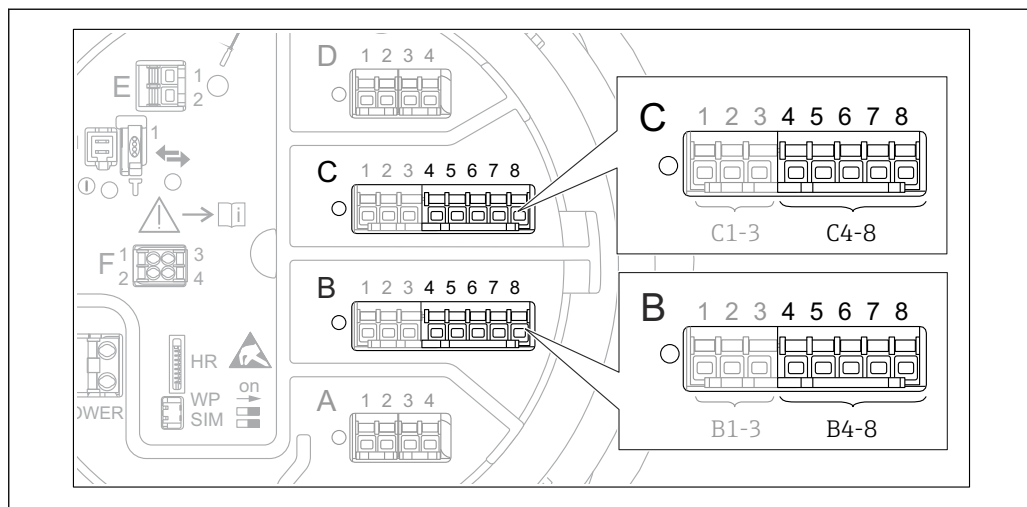 D 1 2 3 4
E 1
2
1
C 1 2 3 4 5 6 7 8
i
F 1 3
2 4
B 1 2 3 4 5 6 7 8
HR
WP on
SIM
OWER
A 1 2 3 4
C 1 2 3 4 5 6 7 8
C1-3 C4-8
B 1 2 3 4 5 6 7 8
B1-3 B4-8